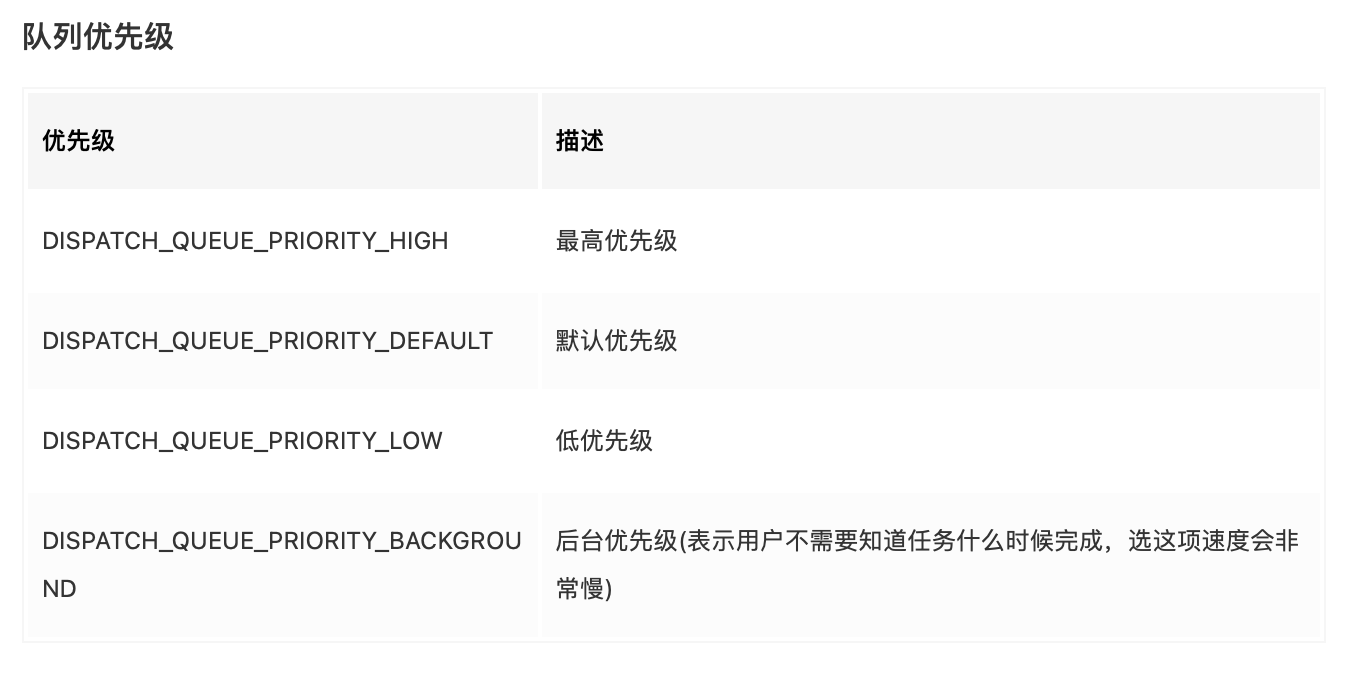 队列优先级
优先级 描述
DISPATCH_QUEUE_PRIORITY_HIGH 最高优先级
DISPATCH_QUEUE_PRIORITY_DEFAULT 默认优先级
DISPATCH_QUEUE_PRIORITY_LOW 低优先级
DISPATCH_QUEUE_PRIORITY_BACKGROU 后台优先级(表示用户不需要知道任务什么时候完成，选这项速度会非
ND 常慢)